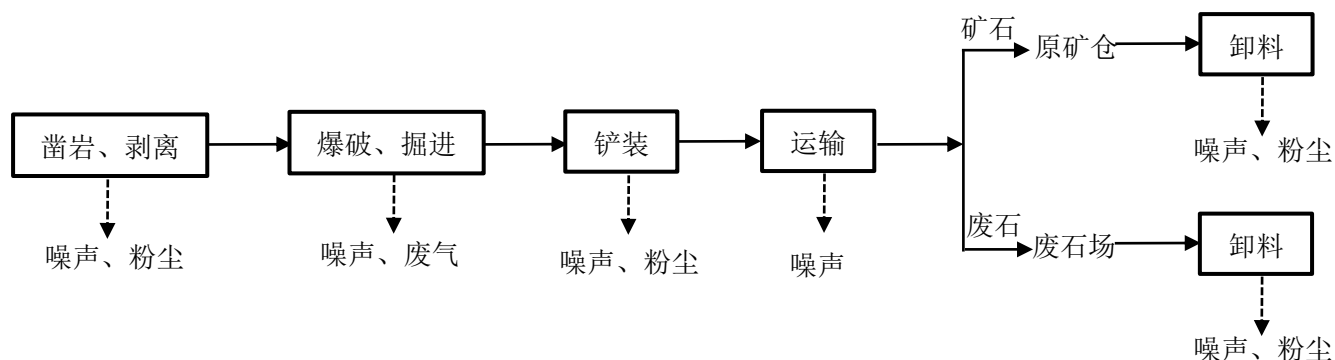 矿石
原矿仓
卸料
噪声、粉尘
凿岩、剥离
爆破、掘进
铲装
运输
噪声、粉尘
噪声、废气
噪声、粉尘
噪声
废石
废石场
卸料
噪声、粉尘